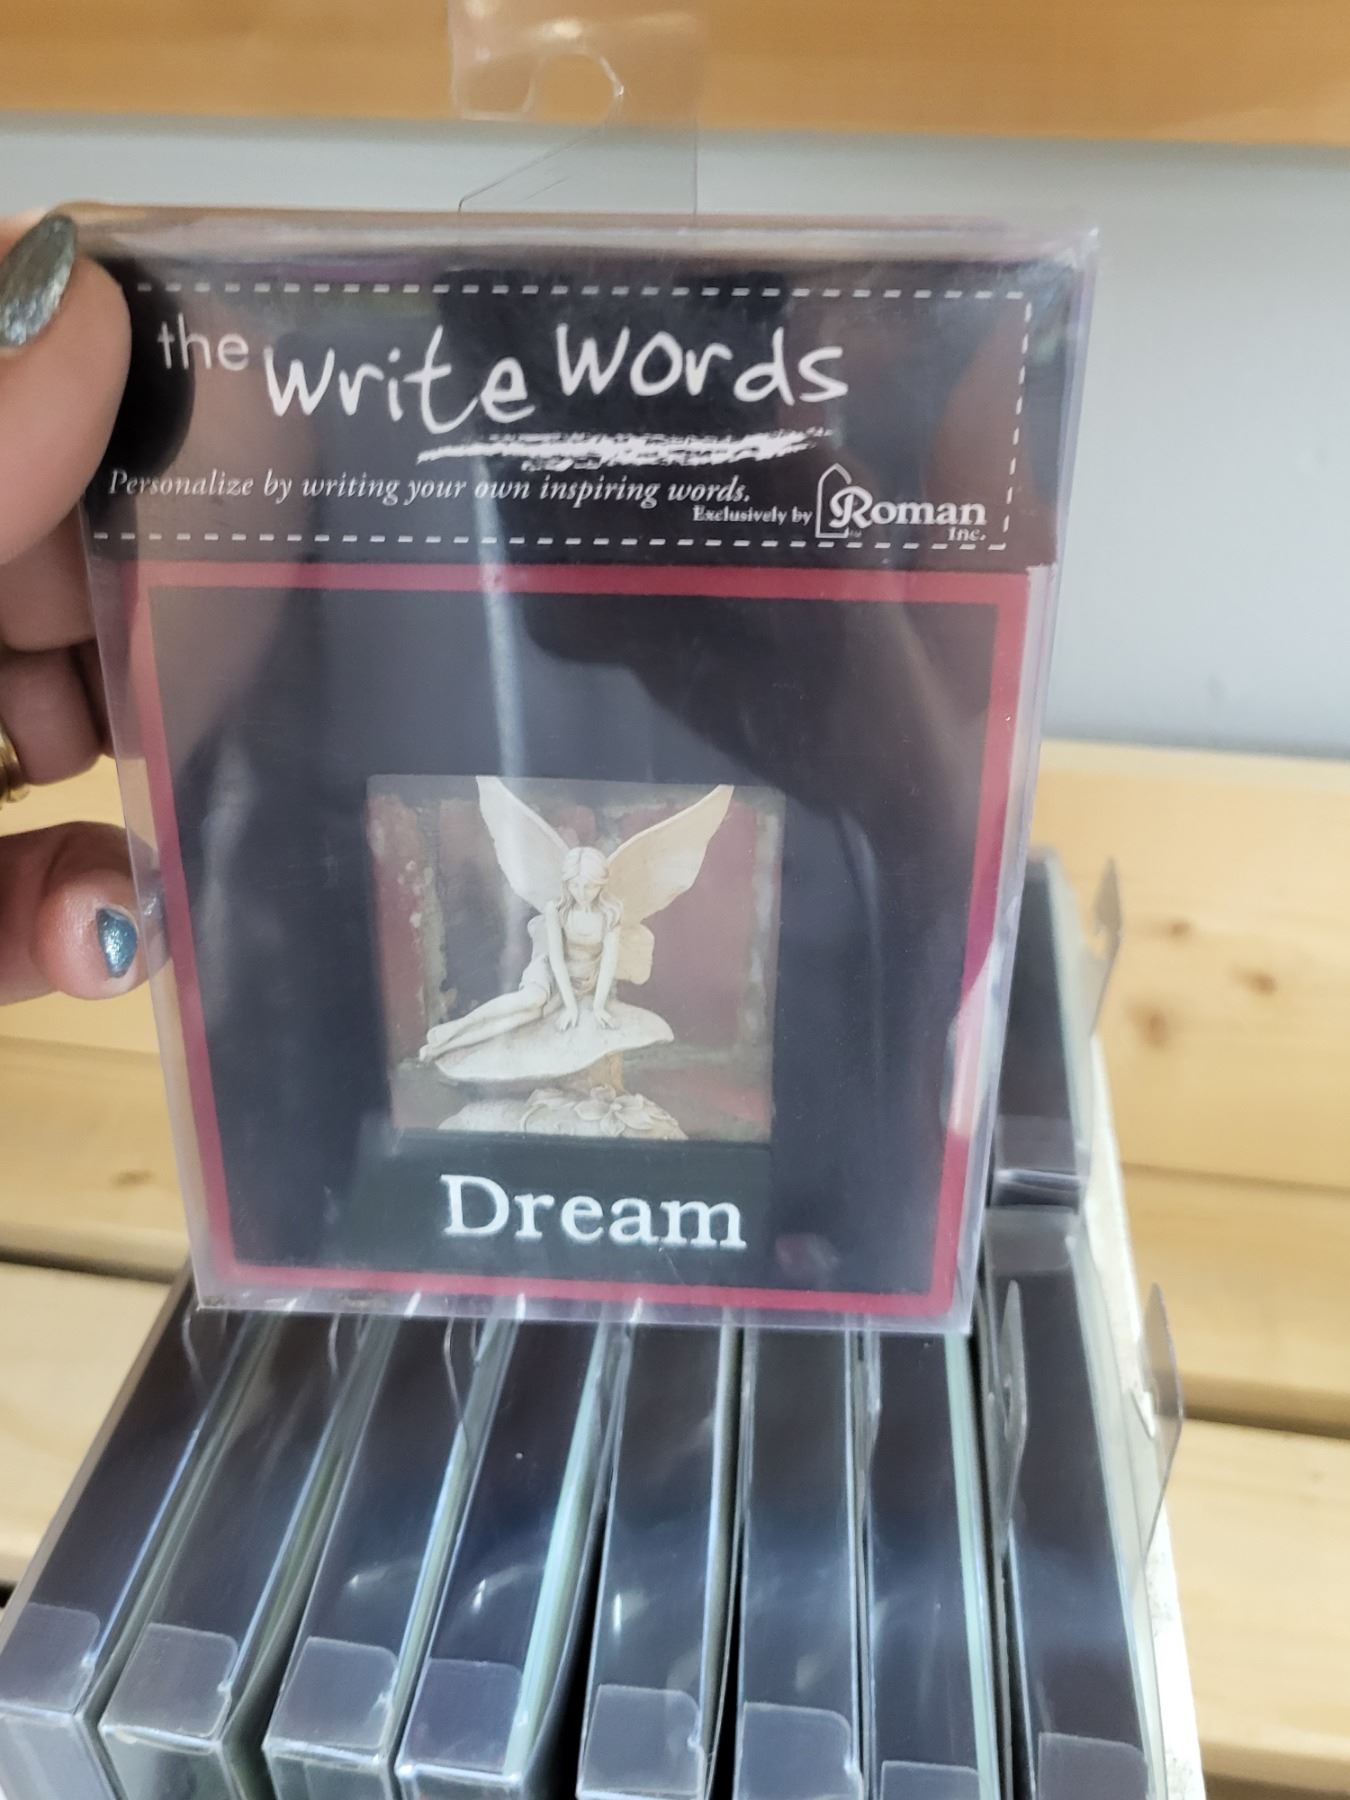 the write words
Personalize by writing your own inspiring words.
Exclusively by Roman Inc.
Dream